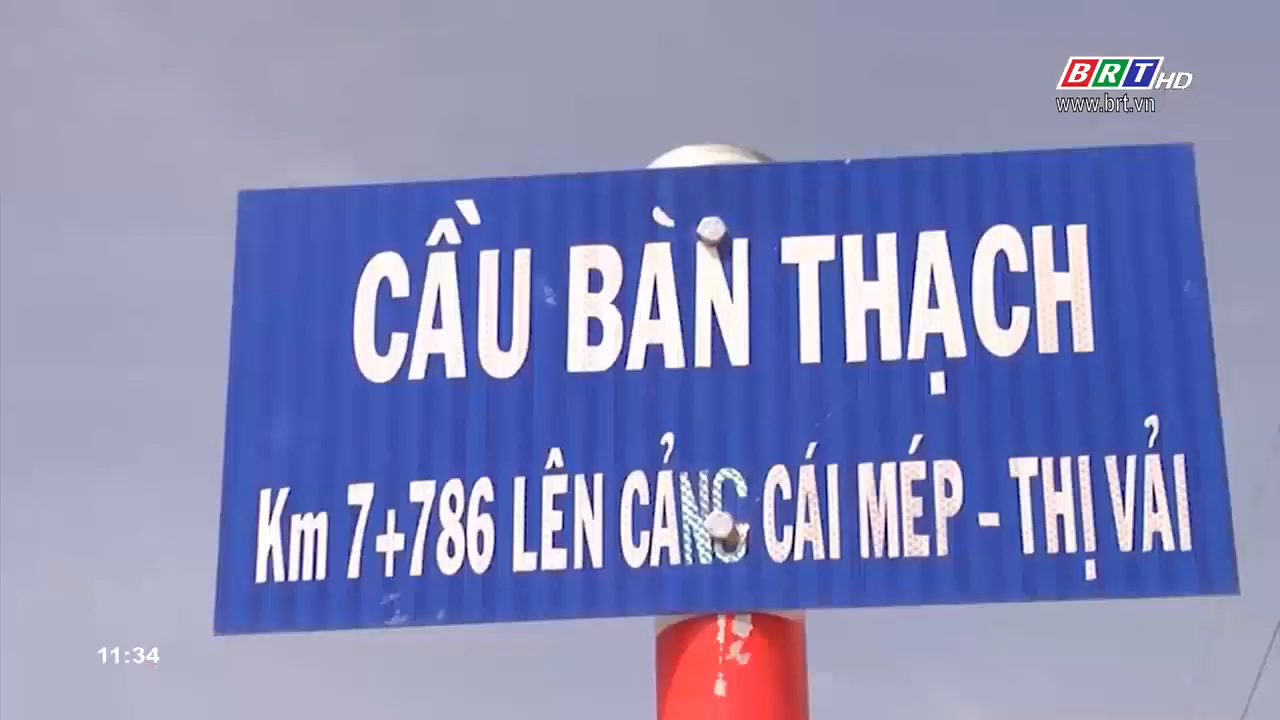 BRT HD
www.brt.vn
CẦU BÀN THẠCH
Km 7+786 LÊN CẢNG CÁI MÉP - THỊ VẢI
11:34